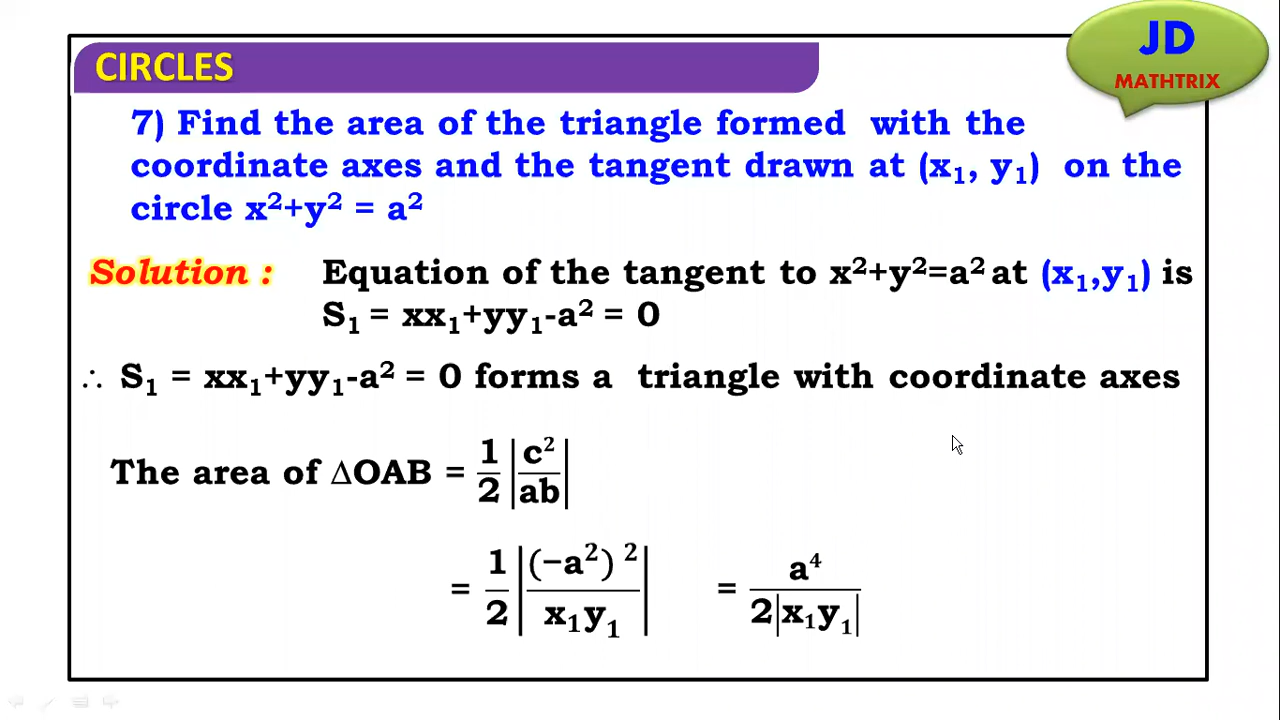 CIRCLES
JD
MATHTRIX
7) Find the area of the triangle formed with the
coordinate axes and the tangent drawn at (x₁, y₁) on the
circle x²+y² = a²
Solution : Equation of the tangent to x²+y²=a² at (x₁,y₁) is
S₁ = xx₁+yy₁-a² = 0
∴ S₁ = xx₁+yy₁-a² = 0 forms a triangle with coordinate axes
The area of ∆OAB = 1/2 |c²/ab|
= 1/2 |(−a²)²/x₁y₁| = a⁴/2|x₁y₁|